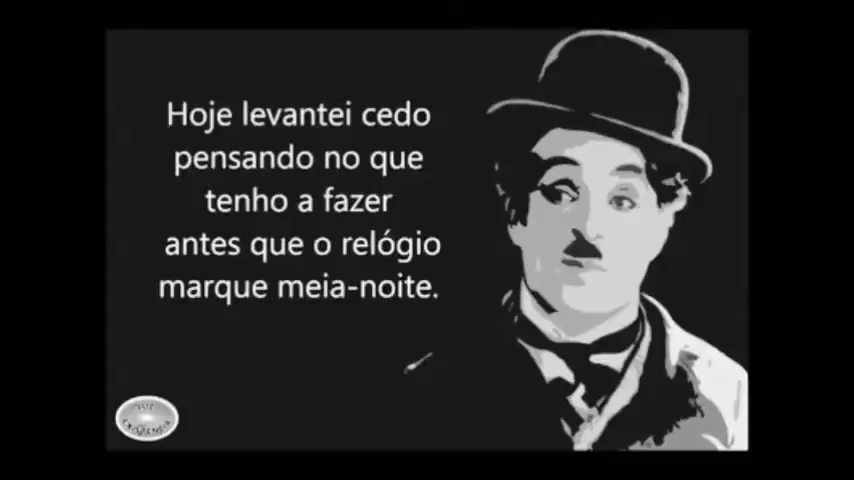 Hoje levantei cedo
pensando no que
tenho a fazer
antes que o relógio
marque meia-noite.